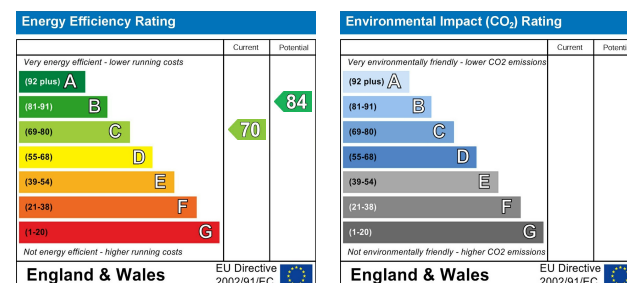 Energy Efficiency Rating
Current Potential
Very energy efficient - lower running costs
(92 plus) A
(81-91) B
84
(69-80) C
70
(55-68) D
(39-54) E
(21-38) F
(1-20) G
Not energy efficient - higher running costs
England & Wales
EU Directive
2002/91/EC
Environmental Impact (CO2) Rating
Current Potenti
Very environmentally friendly - lower CO2 emissions
(92 plus) A
(81-91) B
(69-80) C
(55-68) D
(39-54) E
(21-38) F
(1-20) G
Not environmentally friendly - higher CO2 emissions
England & Wales
EU Directive
2002/91/EC